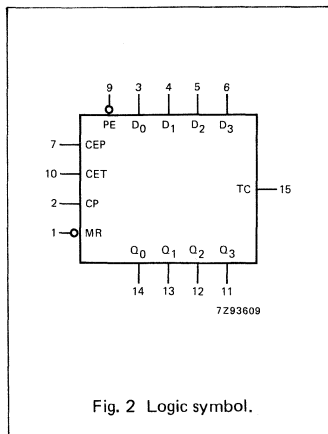 9 3 4 5 6
PE D0 D1 D2 D3
7 CEP
10 CET
TC 15
2 CP
1 MR
Q0 Q1 Q2 Q3
14 13 12 11
7Z93609
Fig. 2 Logic symbol.